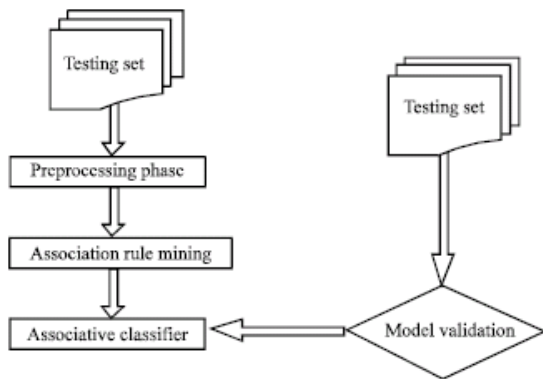 Testing set
Testing set
Preprocessing phase
Association rule mining
Associative classifier
Model validation